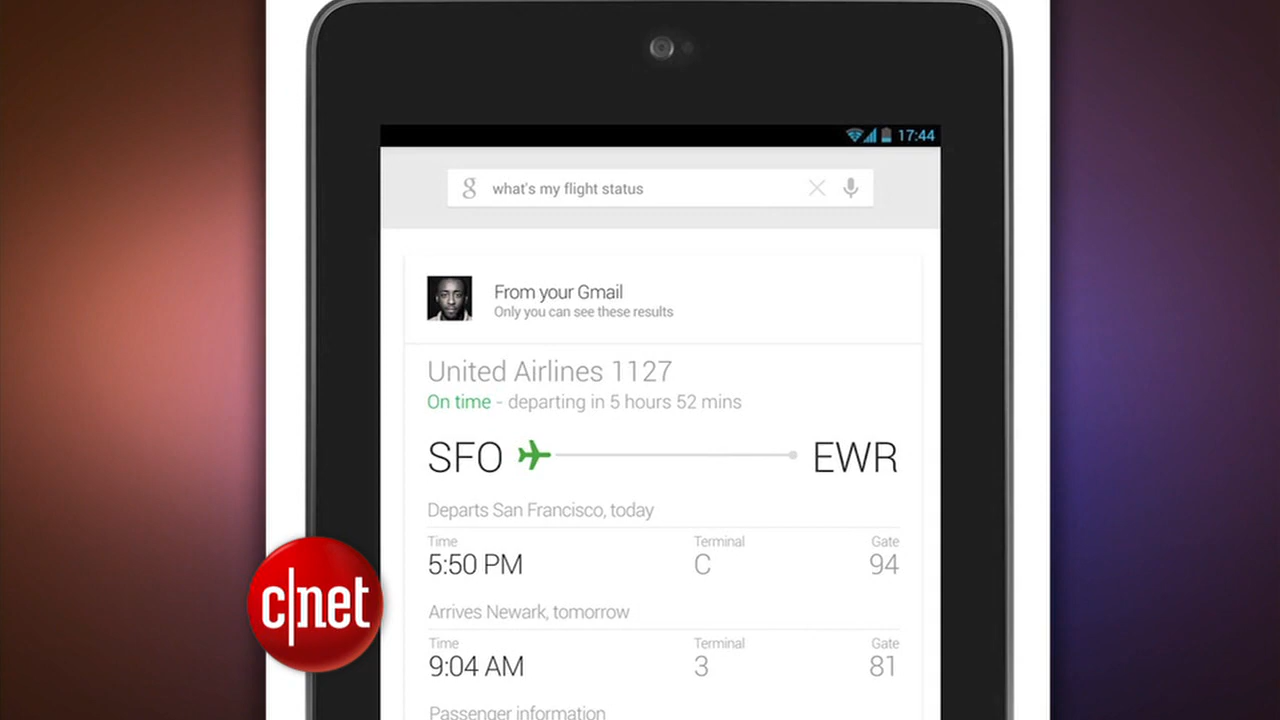 17:44
g what's my flight status
From your Gmail
Only you can see these results
United Airlines 1127
On time - departing in 5 hours 52 mins
SFO EWR
Departs San Francisco, today
Time Terminal Gate
5:50 PM C 94
Arrives Newark, tomorrow
Time Terminal Gate
9:04 AM 3 81
Passenger information
c|net